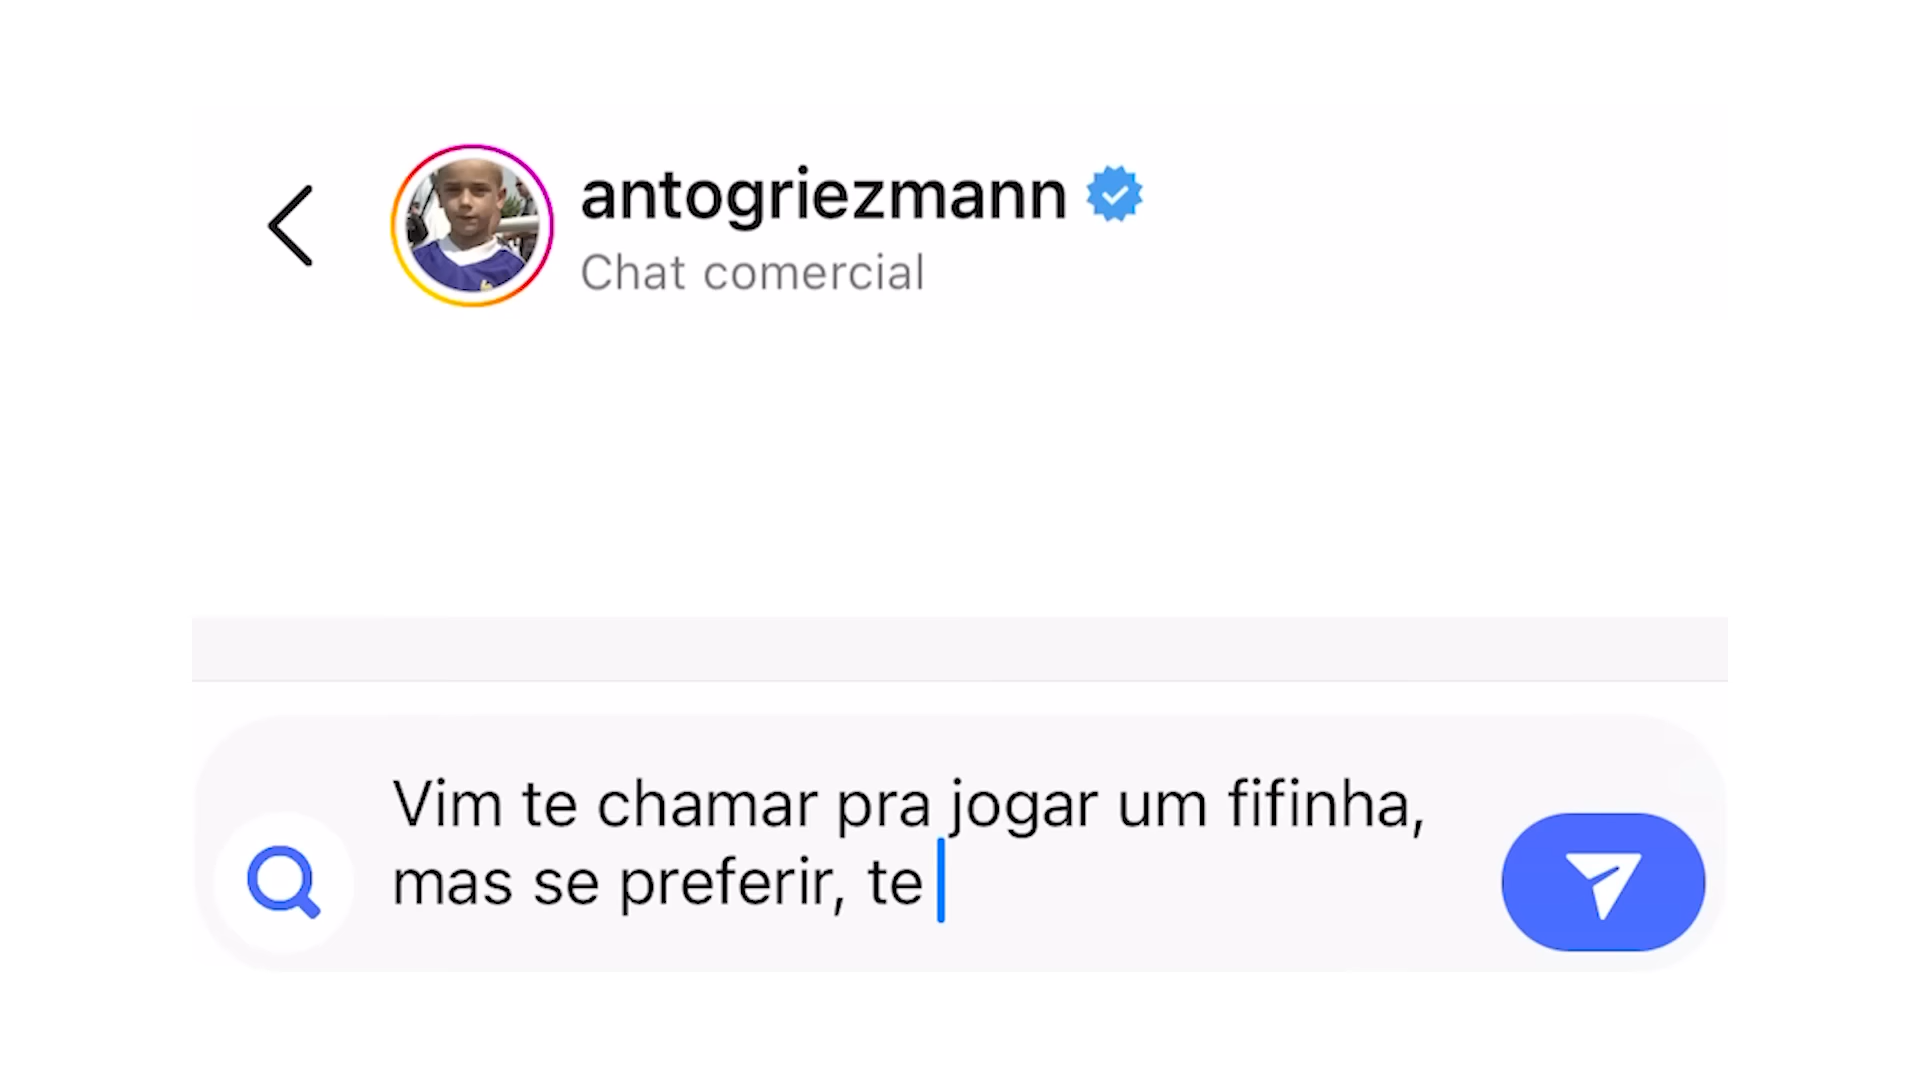 antogriezmann
Chat comercial
Vim te chamar pra jogar um fifinha,
mas se preferir, te